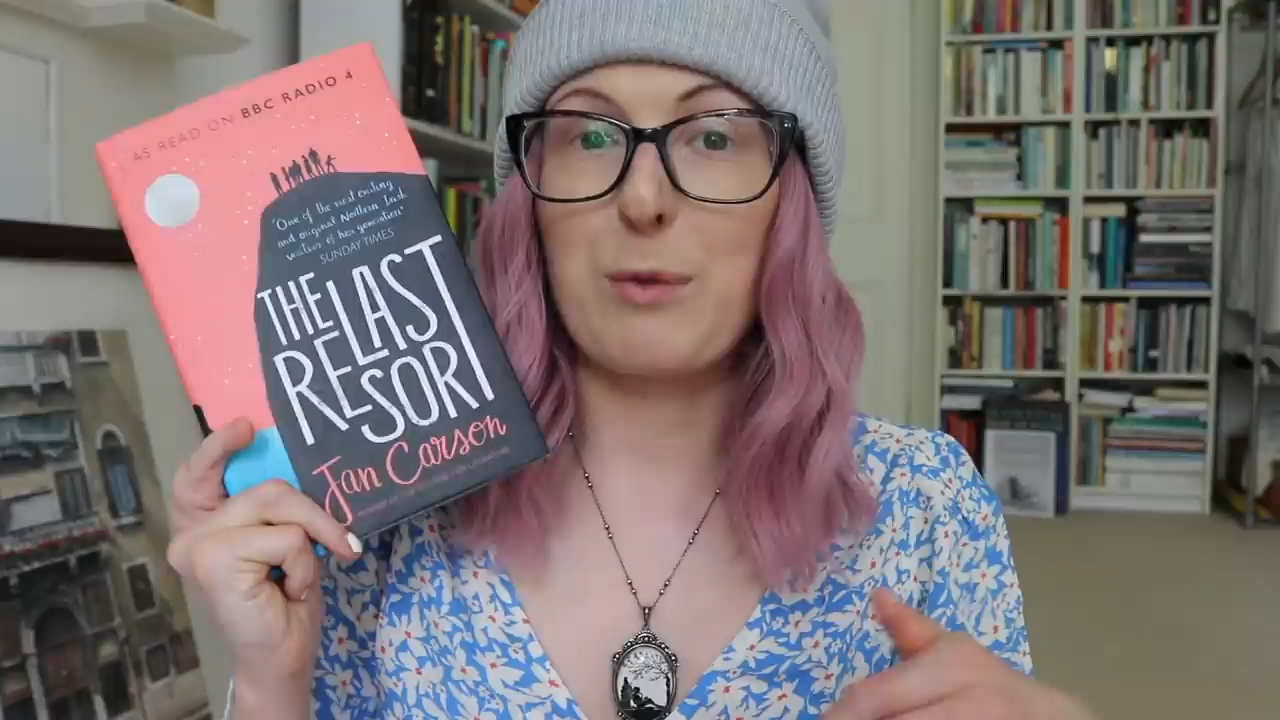 AS READ ON BBC RADIO 4
"One of the most exciting
and original Northern Irish
writers of her generation"
SUNDAY TIMES
THE LAST
RESORT
Jan Carson